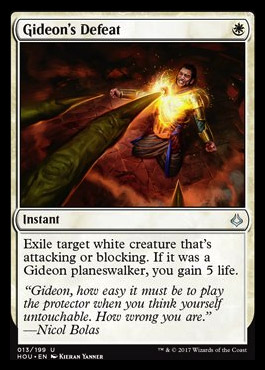 Gideon's Defeat
Instant
Exile target white creature that's
attacking or blocking. If it was a
Gideon planeswalker, you gain 5 life.
“Gideon, how easy it must be to play
the protector when you think yourself
untouchable. How wrong you are.”
—Nicol Bolas
013/199 U
HOU • EN KIERAN YANNER
™ & © 2017 Wizards of the Coast